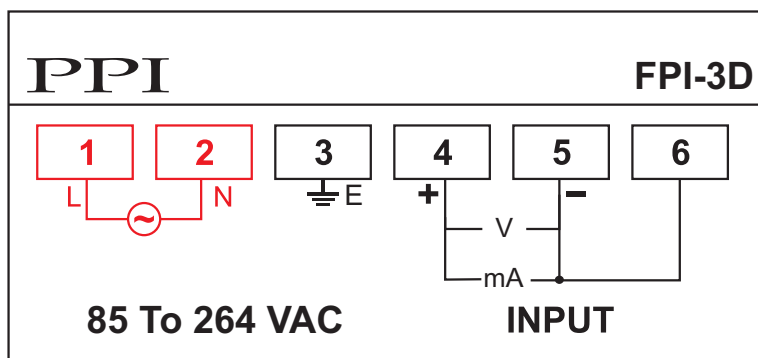 PPI FPI-3D
1 2 3 4 5 6
L ~ N E + −
V
mA
85 To 264 VAC INPUT